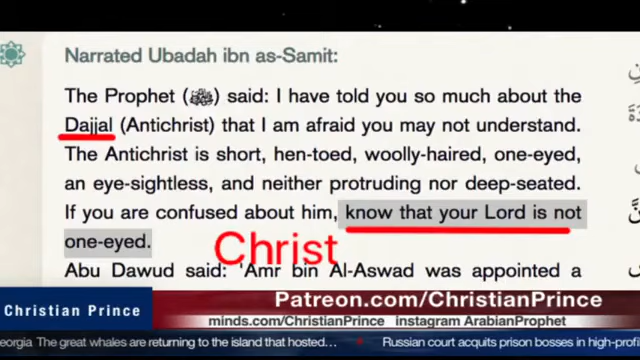 Narrated Ubadah ibn as-Samit:
The Prophet (ﷺ) said: I have told you so much about the
Dajjal (Antichrist) that I am afraid you may not understand.
The Antichrist is short, hen-toed, woolly-haired, one-eyed,
an eye-sightless, and neither protruding nor deep-seated.
If you are confused about him, know that your Lord is not
one-eyed.
Christ
Abu Dawud said: 'Amr bin Al-Aswad was appointed a
Christian Prince
Patreon.com/ChristianPrince
minds.com/ChristianPrince instagram ArabianProphet
eorgia The great whales are returning to the island that hosted... Russian court acquits prison bosses in high-profi